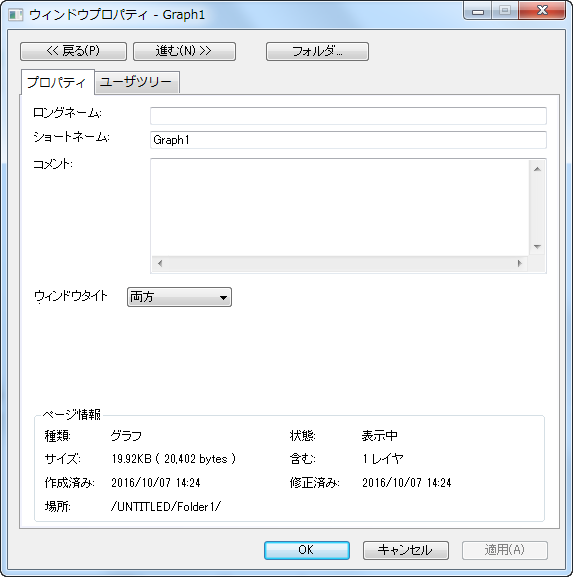 ウィンドウプロパティ - Graph1
<< 戻る(P) 進む(N) >> フォルダ...
プロパティ ユーザツリー
ロングネーム:
ショートネーム: Graph1
コメント:
ウィンドウタイト 両方
ページ情報
種類: グラフ 状態: 表示中
サイズ: 19.92KB ( 20,402 bytes ) 含む: 1 レイヤ
作成済み: 2016/10/07 14:24 修正済み: 2016/10/07 14:24
場所: /UNTITLED/Folder1/
OK キャンセル 適用(A)